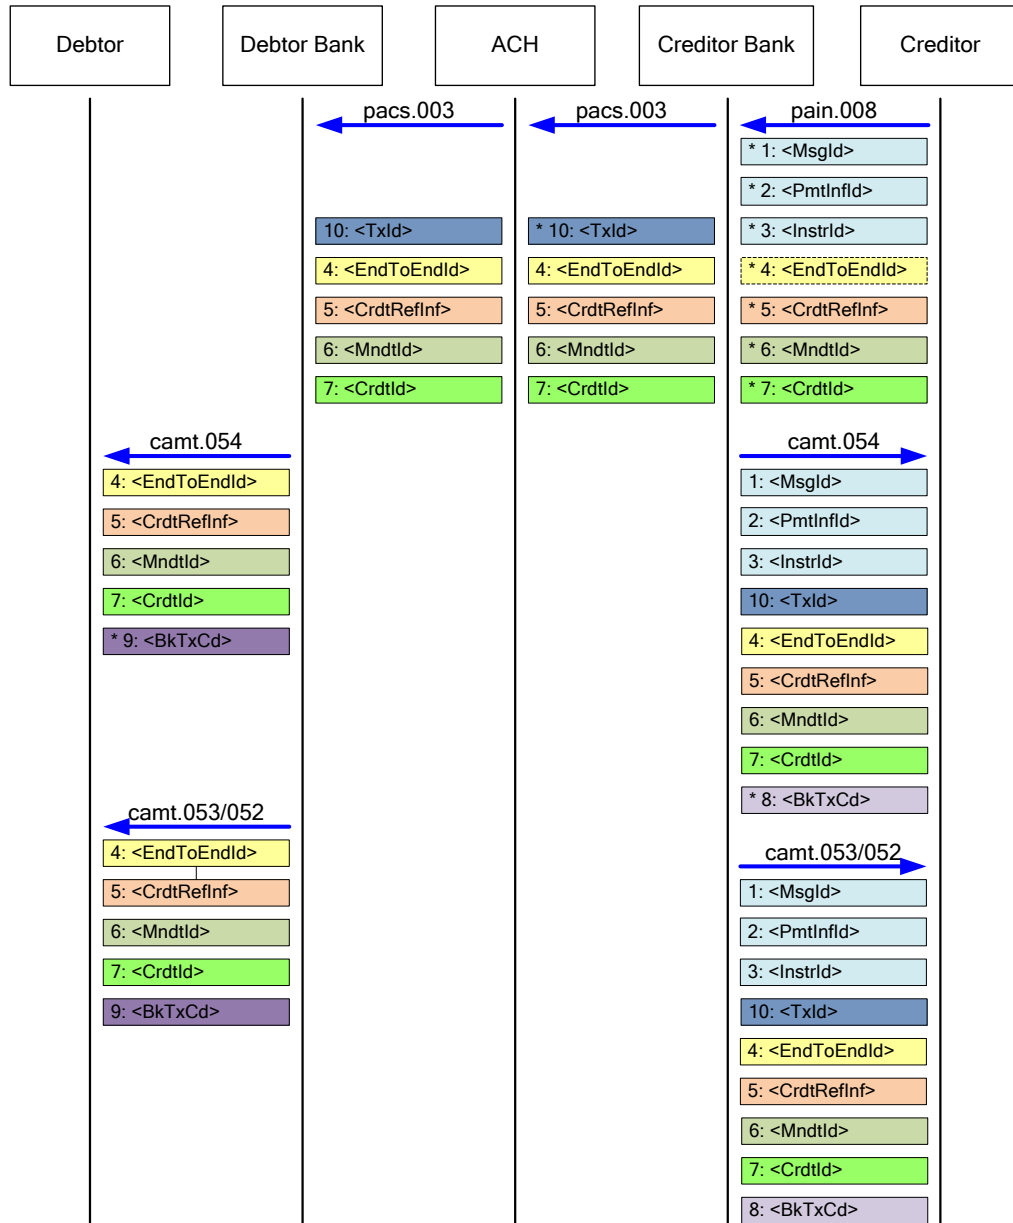 Debtor
Debtor Bank
ACH
Creditor Bank
Creditor
pacs.003
pacs.003
pain.008
* 1: <MsgId>
* 2: <PmtInfId>
10: <TxId>
* 10: <TxId>
* 3: <InstrId>
4: <EndToEndId>
4: <EndToEndId>
* 4: <EndToEndId>
5: <CrdtRefInf>
5: <CrdtRefInf>
* 5: <CrdtRefInf>
6: <MndtId>
6: <MndtId>
* 6: <MndtId>
7: <CrdtId>
7: <CrdtId>
* 7: <CrdtId>
camt.054
4: <EndToEndId>
5: <CrdtRefInf>
6: <MndtId>
7: <CrdtId>
* 9: <BkTxCd>
camt.054
1: <MsgId>
2: <PmtInfId>
3: <InstrId>
10: <TxId>
4: <EndToEndId>
5: <CrdtRefInf>
6: <MndtId>
7: <CrdtId>
* 8: <BkTxCd>
camt.053/052
4: <EndToEndId>
5: <CrdtRefInf>
6: <MndtId>
7: <CrdtId>
9: <BkTxCd>
camt.053/052
1: <MsgId>
2: <PmtInfId>
3: <InstrId>
10: <TxId>
4: <EndToEndId>
5: <CrdtRefInf>
6: <MndtId>
7: <CrdtId>
8: <BkTxCd>